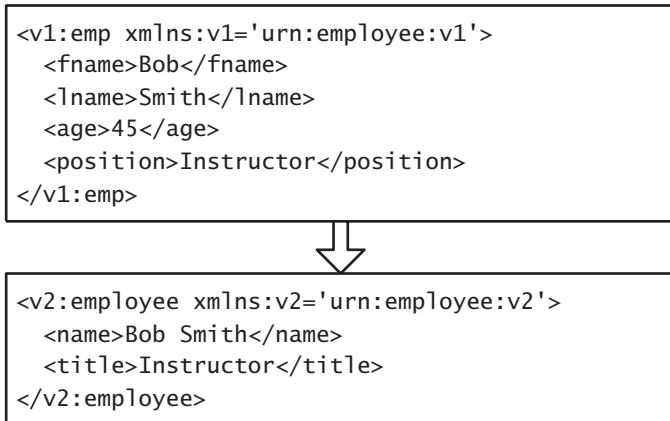 <v1:emp xmlns:v1='urn:employee:v1'>
  <fname>Bob</fname>
  <lname>Smith</lname>
  <age>45</age>
  <position>Instructor</position>
</v1:emp>
<v2:employee xmlns:v2='urn:employee:v2'>
  <name>Bob Smith</name>
  <title>Instructor</title>
</v2:employee>